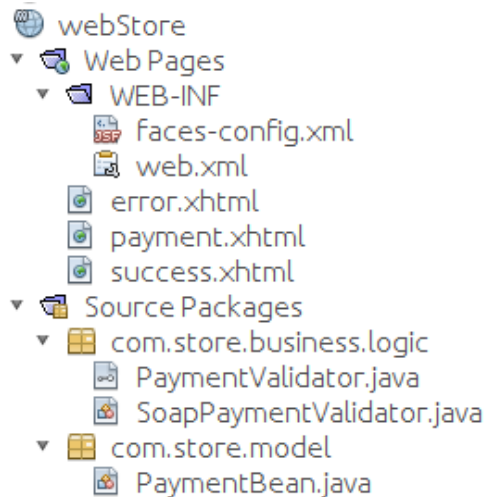 webStore
Web Pages
WEB-INF
faces-config.xml
web.xml
error.xhtml
payment.xhtml
success.xhtml
Source Packages
com.store.business.logic
PaymentValidator.java
SoapPaymentValidator.java
com.store.model
PaymentBean.java